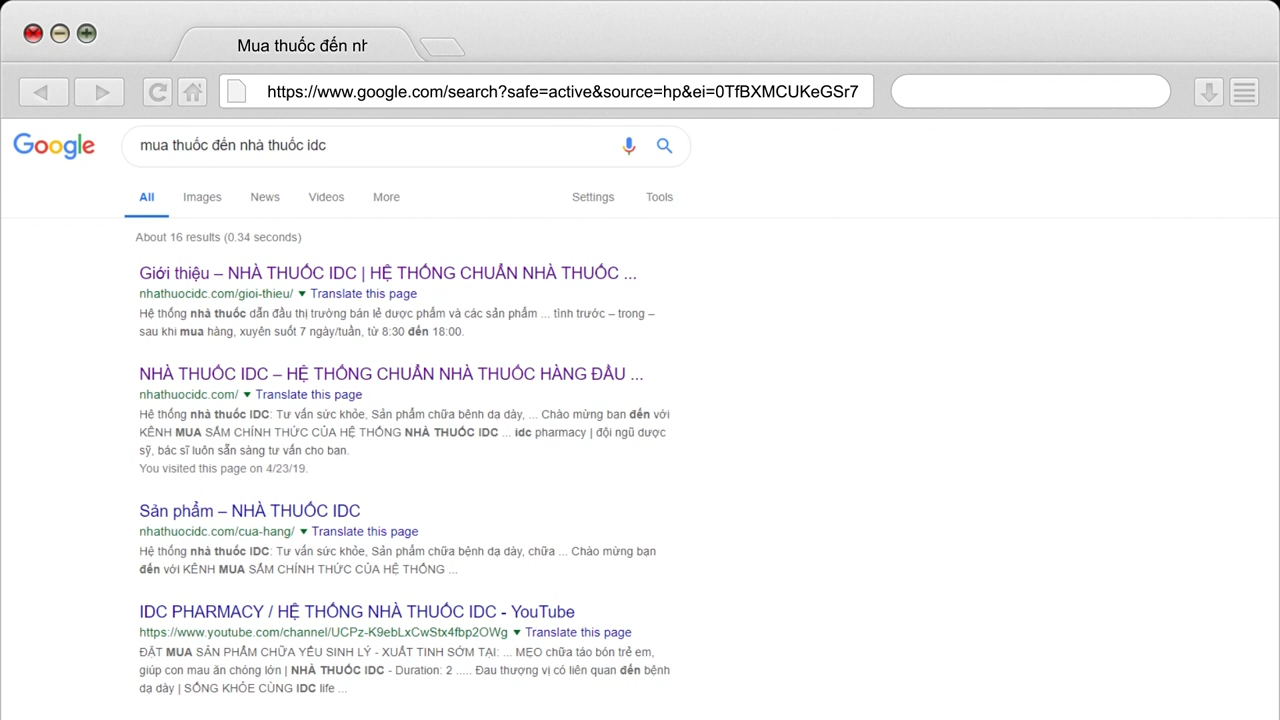 Mua thuốc đến nh
https://www.google.com/search?safe=active&source=hp&ei=0TfBXMCUKeGSr7
Google
mua thuốc đến nhà thuốc idc
All Images News Videos More Settings Tools
About 16 results (0.34 seconds)
Giới thiệu – NHÀ THUỐC IDC | HỆ THỐNG CHUẨN NHÀ THUỐC ...
nhathuocidc.com/gioi-thieu/ ▼ Translate this page
Hệ thống nhà thuốc dẫn đầu thị trường bán lẻ dược phẩm và các sản phẩm ... tình trước – trong –
sau khi mua hàng, xuyên suốt 7 ngày/tuần, từ 8:30 đến 18:00.
NHÀ THUỐC IDC – HỆ THỐNG CHUẨN NHÀ THUỐC HÀNG ĐẦU ...
nhathuocidc.com/ ▼ Translate this page
Hệ thống nhà thuốc IDC: Tư vấn sức khỏe, Sản phẩm chữa bệnh dạ dày, ... Chào mừng bạn đến với
KÊNH MUA SẮM CHÍNH THỨC CỦA HỆ THỐNG NHÀ THUỐC IDC ... idc pharmacy | đội ngũ dược
sỹ, bác sĩ luôn sẵn sàng tư vấn cho bạn.
You visited this page on 4/23/19.
Sản phẩm – NHÀ THUỐC IDC
nhathuocidc.com/cua-hang/ ▼ Translate this page
Hệ thống nhà thuốc IDC: Tư vấn sức khỏe, Sản phẩm chữa bệnh dạ dày, chữa ... Chào mừng bạn
đến với KÊNH MUA SẮM CHÍNH THỨC CỦA HỆ THỐNG ...
IDC PHARMACY / HỆ THỐNG NHÀ THUỐC IDC - YouTube
https://www.youtube.com/channel/UCPz-K9ebLxCwStx4fbp2OWg ▼ Translate this page
ĐẶT MUA SẢN PHẨM CHỮA YẾU SINH LÝ - XUẤT TINH SỚM TẠI: ... MẸO chữa táo bón trẻ em,
giúp con mau ăn chóng lớn | NHÀ THUỐC IDC - Duration: 2 ..... Đau thượng vị có liên quan đến bệnh
dạ dày | SỐNG KHỎE CÙNG IDC life ...